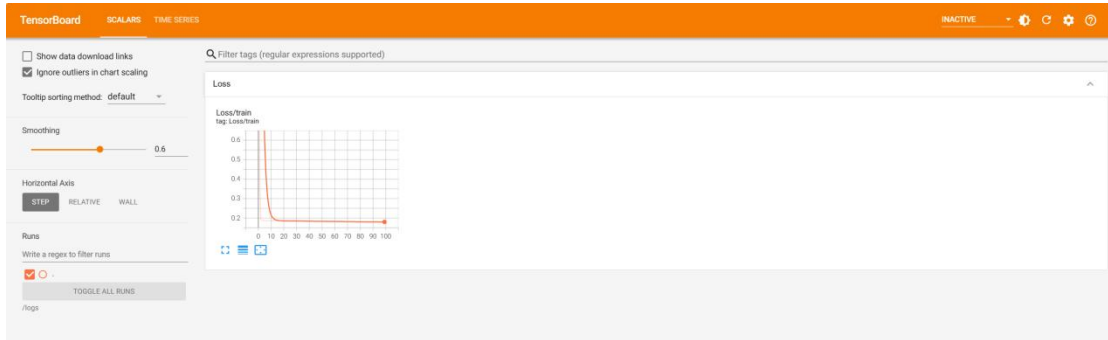 TensorBoard SCALARS TIME SERIES INACTIVE
Show data download links
Ignore outliers in chart scaling
Tooltip sorting method: default
Smoothing
0.6
Horizontal Axis
STEP RELATIVE WALL
Runs
Write a regex to filter runs
.
TOGGLE ALL RUNS
/logs
Filter tags (regular expressions supported)
Loss
Loss/train
tag: Loss/train
0.6
0.5
0.4
0.3
0.2
0 10 20 30 40 50 60 70 80 90 100